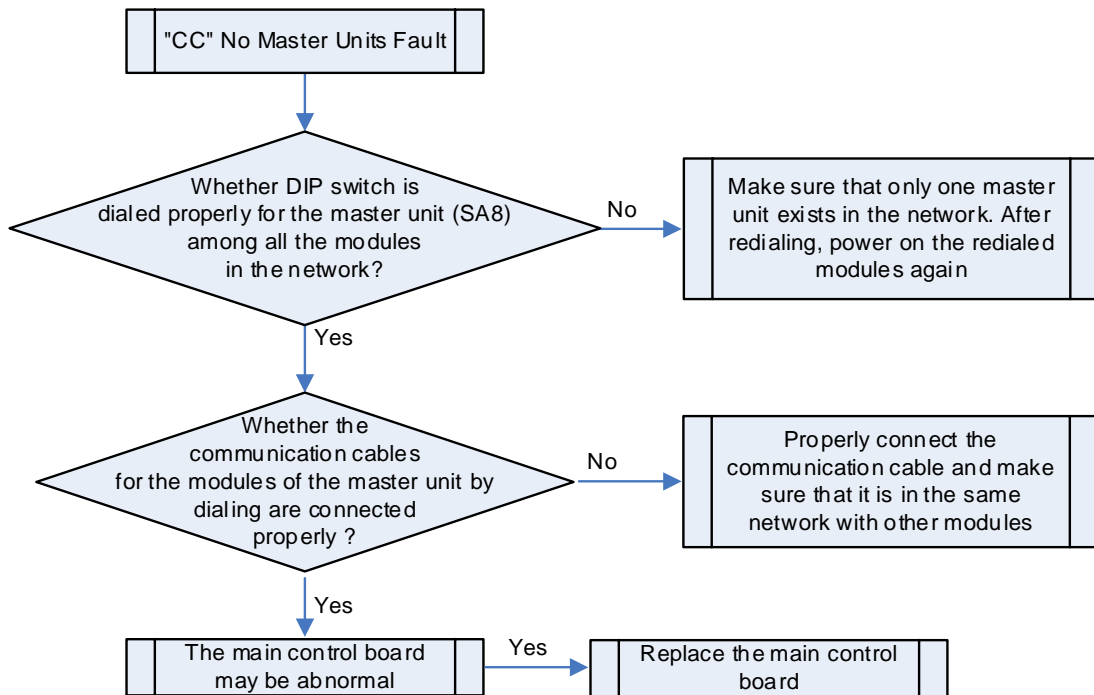 "CC" No Master Units Fault
Whether DIP switch is
dialed properly for the master unit (SA8)
among all the modules
in the network?
No
Make sure that only one master
unit exists in the network. After
redialing, power on the redialed
modules again
Yes
Whether the
communication cables
for the modules of the master unit by
dialing are connected
properly ?
No
Properly connect the
communication cable and make
sure that it is in the same
network with other modules
Yes
The main control board
may be abnormal
Yes
Replace the main control
board